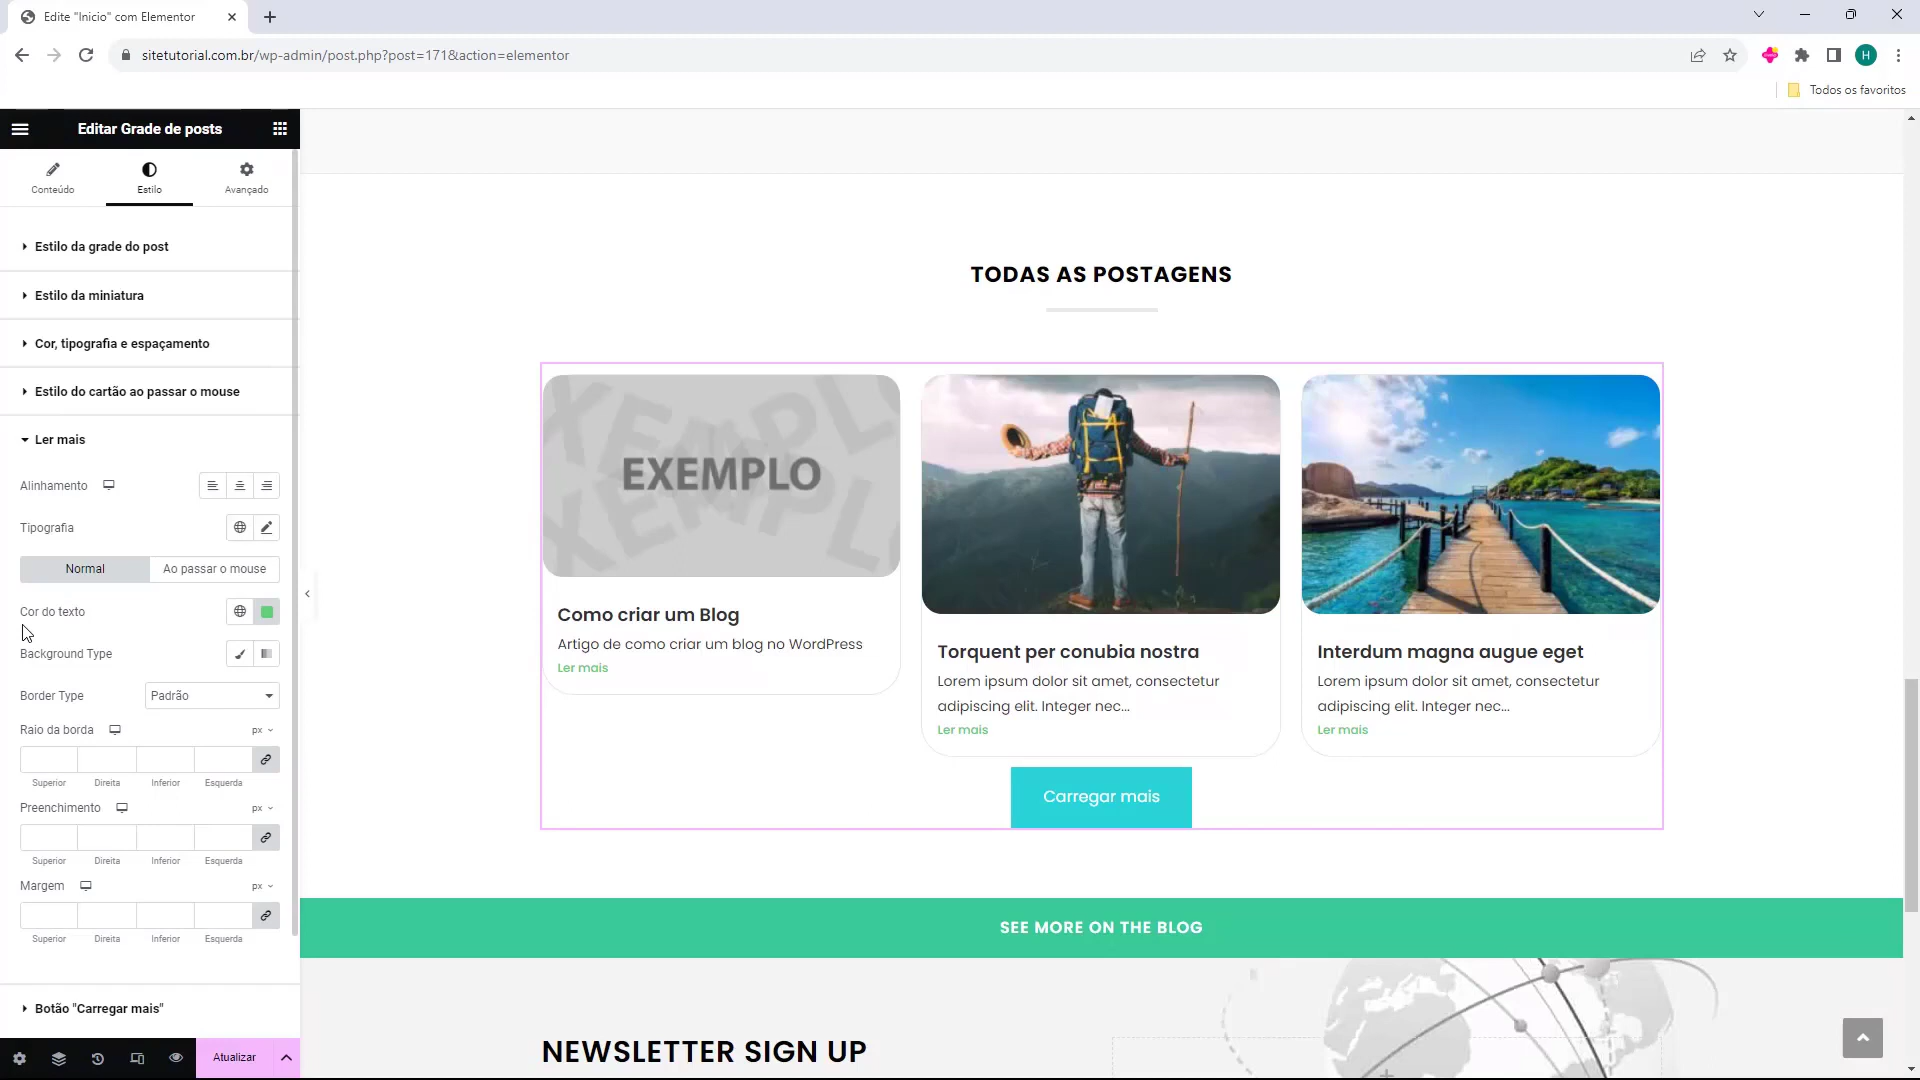 Edite "Inicio" com Elementor
sitetutorial.com.br/wp-admin/post.php?post=171&action=elementor
H
Todos os favoritos
Editar Grade de posts
Conteúdo
Estilo
Avançado
Estilo da grade do post
Estilo da miniatura
Cor, tipografia e espaçamento
Estilo do cartão ao passar o mouse
Ler mais
Alinhamento
Tipografia
Normal
Ao passar o mouse
Cor do texto
Background Type
Border Type
Padrão
Raio da borda
px
Superior Direita Inferior Esquerda
Preenchimento
px
Superior Direita Inferior Esquerda
Margem
px
Superior Direita Inferior Esquerda
Botão "Carregar mais"
Atualizar
TODAS AS POSTAGENS
EXEMPLO
Como criar um Blog
Artigo de como criar um blog no WordPress
Ler mais
Torquent per conubia nostra
Lorem ipsum dolor sit amet, consectetur
adipiscing elit. Integer nec...
Ler mais
Interdum magna augue eget
Lorem ipsum dolor sit amet, consectetur
adipiscing elit. Integer nec...
Ler mais
Carregar mais
SEE MORE ON THE BLOG
NEWSLETTER SIGN UP